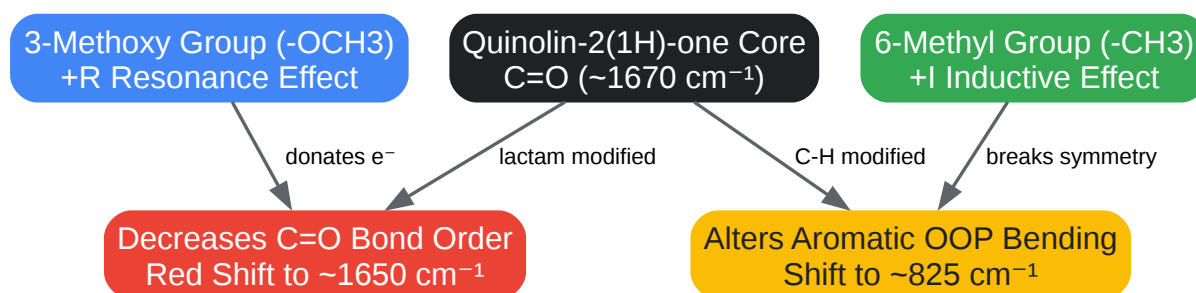 3-Methoxy Group (-OCH3)
+R Resonance Effect
Quinolin-2(1H)-one Core
C=O (~1670 cm⁻¹)
6-Methyl Group (-CH3)
+I Inductive Effect
donates e⁻
lactam modified
C-H modified
breaks symmetry
Decreases C=O Bond Order
Red Shift to ~1650 cm⁻¹
Alters Aromatic OOP Bending
Shift to ~825 cm⁻¹